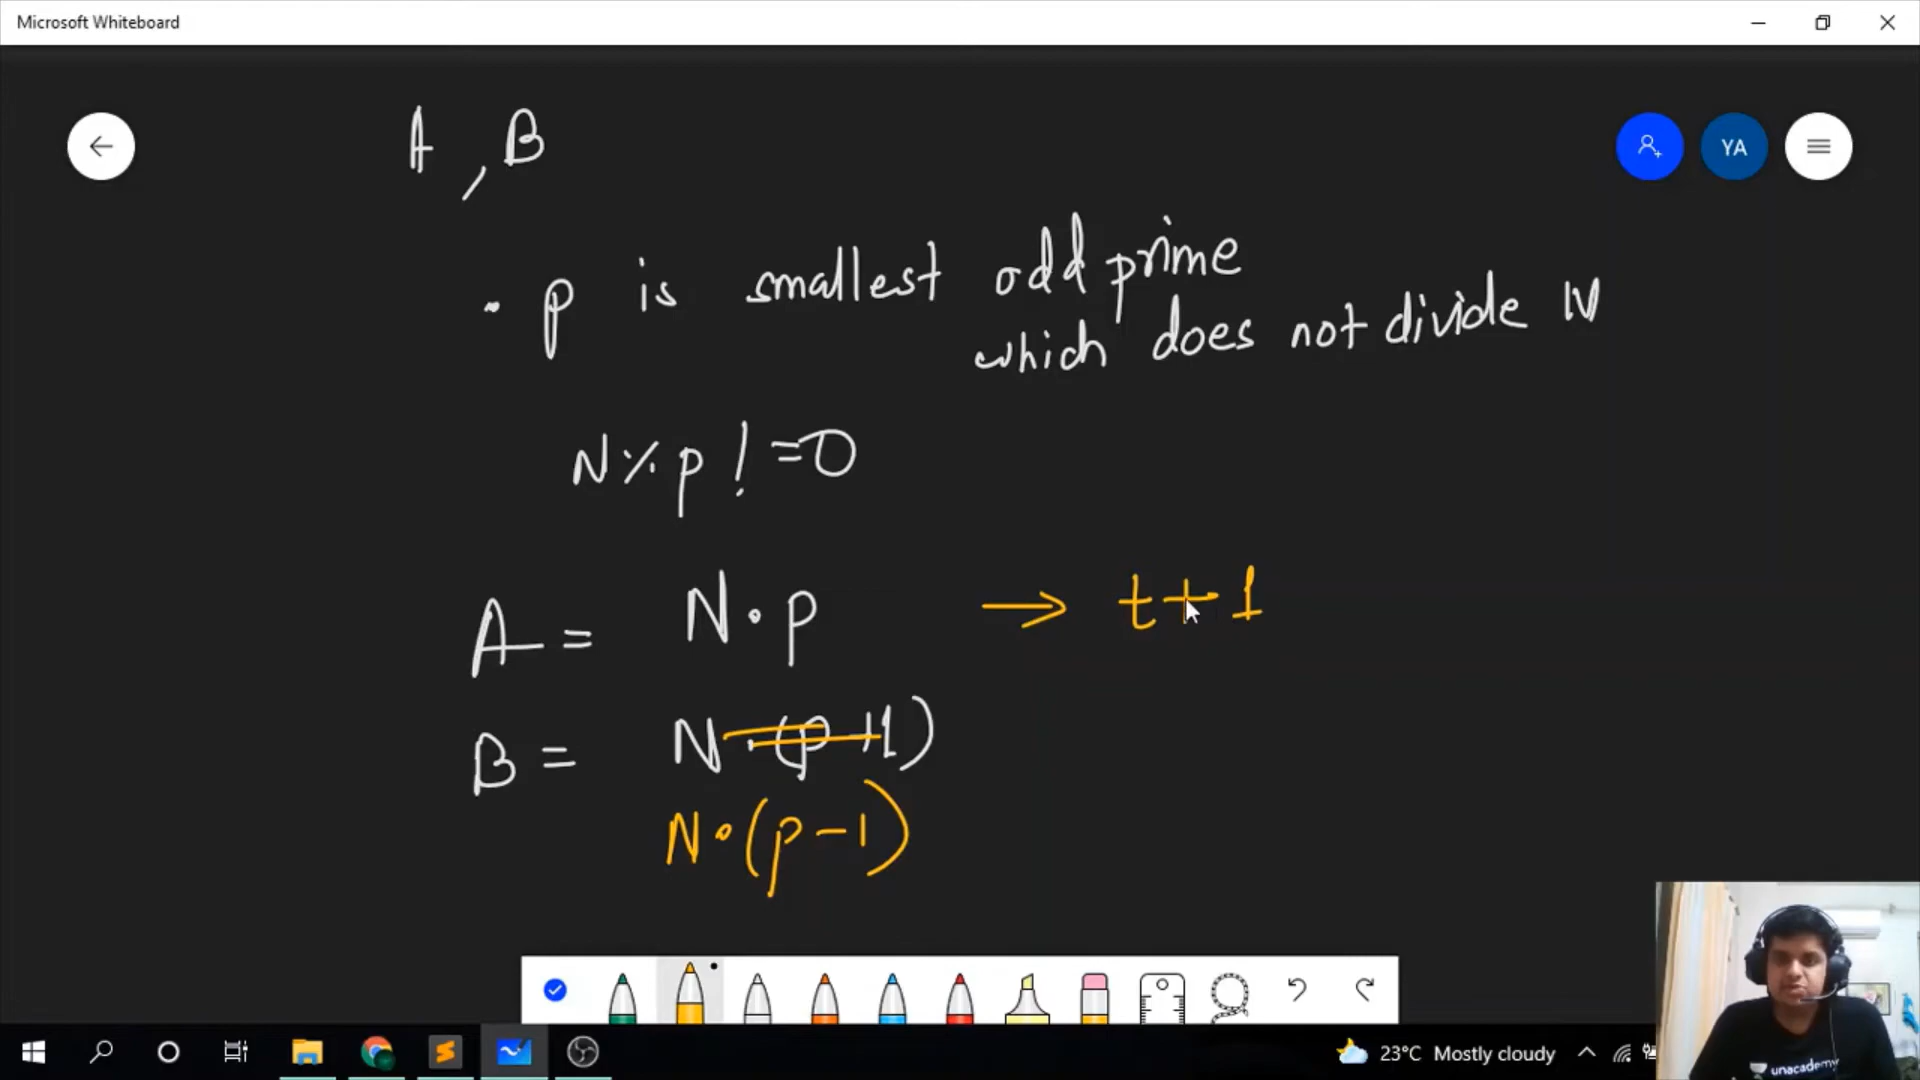 Microsoft Whiteboard
A , B
YA
• p is smallest odd prime
which does not divide N
N % p ! = 0
A = N • p → t + 1
B = N . (p + 1)
N • (p - 1)
unacademy
23°C Mostly cloudy